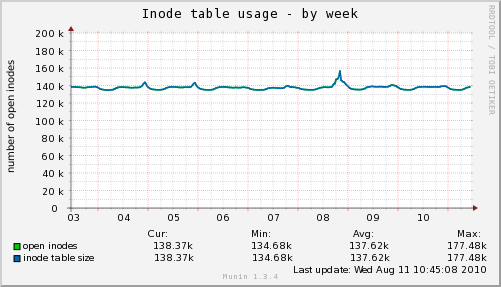 Inode table usage - by week
RRDTOOL / TOBI OETIKER
number of open inodes
200 k
180 k
160 k
140 k
120 k
100 k
80 k
60 k
40 k
20 k
0
03 04 05 06 07 08 09 10
Cur: Min: Avg: Max:
open inodes 138.37k 134.68k 137.62k 177.48k
inode table size 138.37k 134.68k 137.62k 177.48k
Last update: Wed Aug 11 10:45:08 2010
Munin 1.3.4